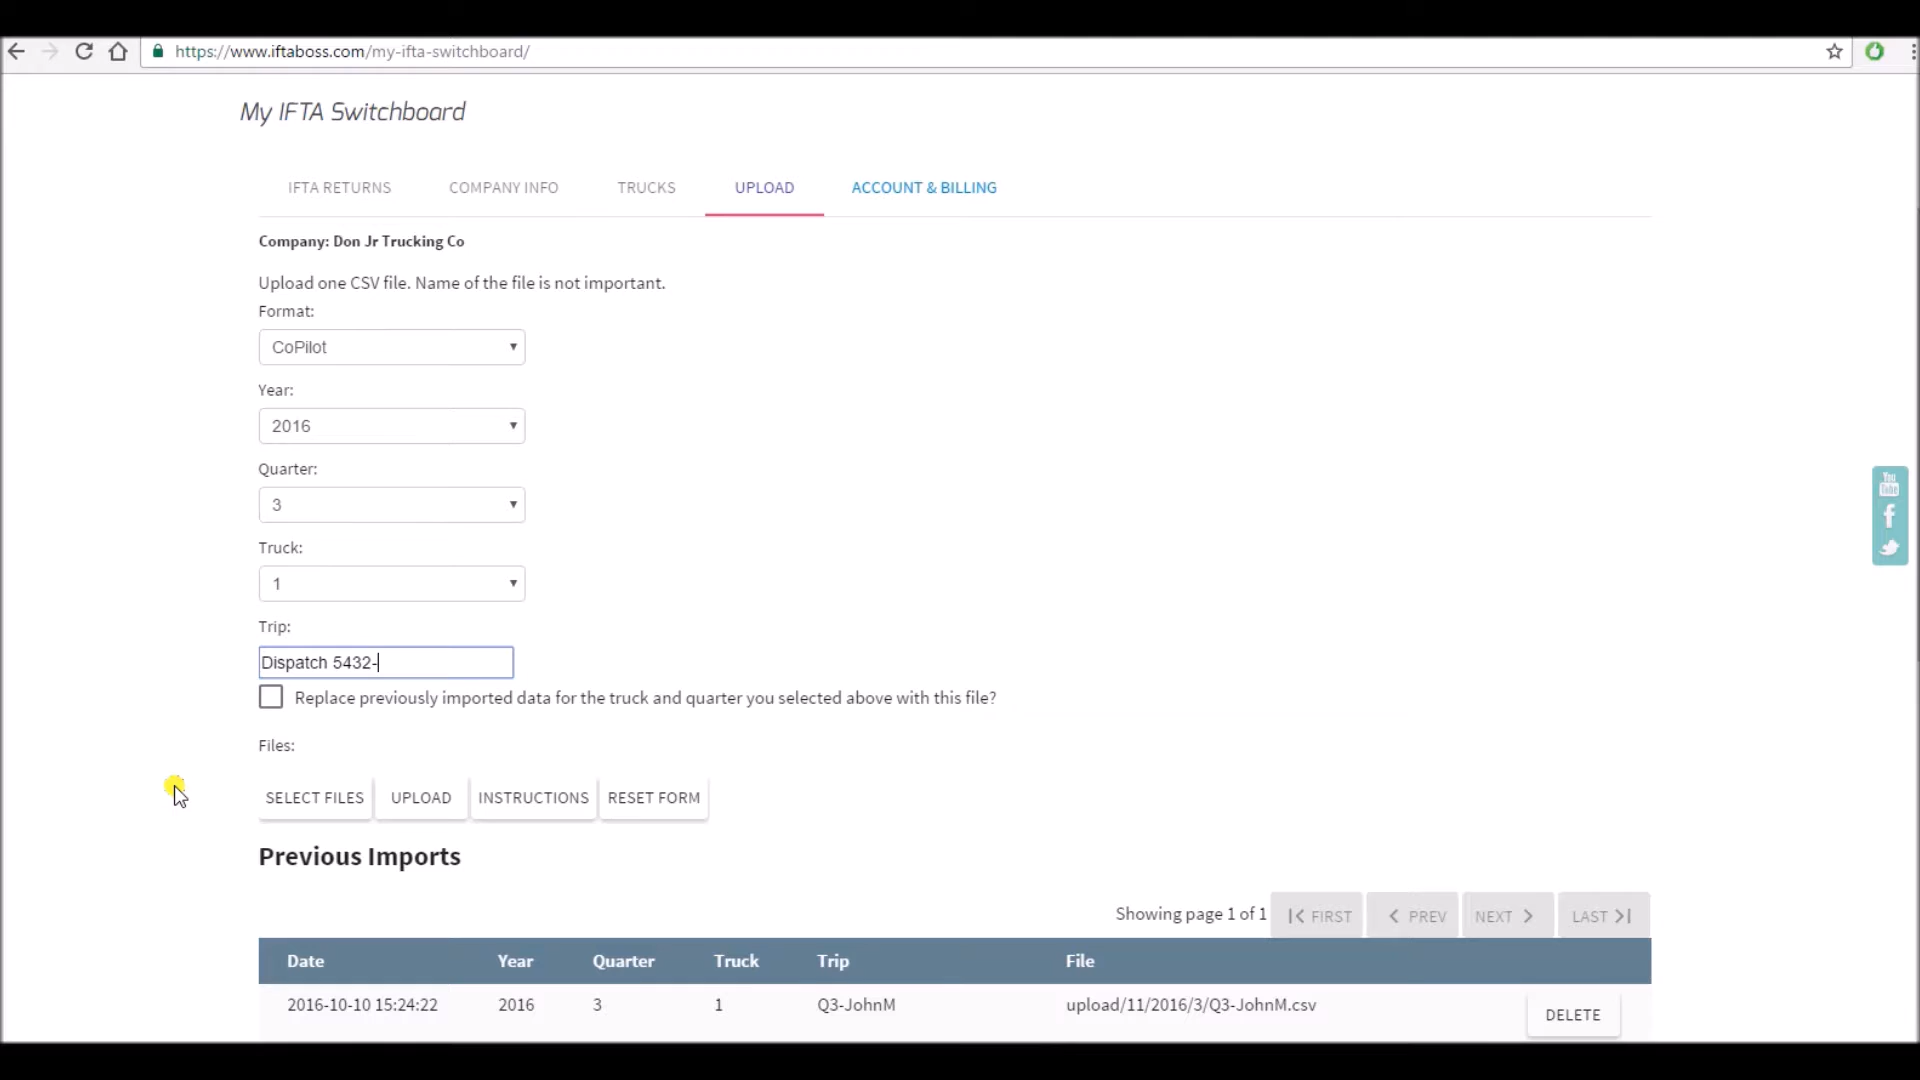 https://www.iftaboss.com/my-ifta-switchboard/
My IFTA Switchboard
IFTA RETURNS COMPANY INFO TRUCKS UPLOAD ACCOUNT & BILLING
Company: Don Jr Trucking Co
Upload one CSV file. Name of the file is not important.
Format:
CoPilot
Year:
2016
Quarter:
3
Truck:
1
Trip:
Dispatch 5432-
Replace previously imported data for the truck and quarter you selected above with this file?
Files:
SELECT FILES UPLOAD INSTRUCTIONS RESET FORM
Previous Imports
Showing page 1 of 1 FIRST PREV NEXT LAST
Date Year Quarter Truck Trip File
2016-10-10 15:24:22 2016 3 1 Q3-JohnM upload/11/2016/3/Q3-JohnM.csv DELETE
You
Tube